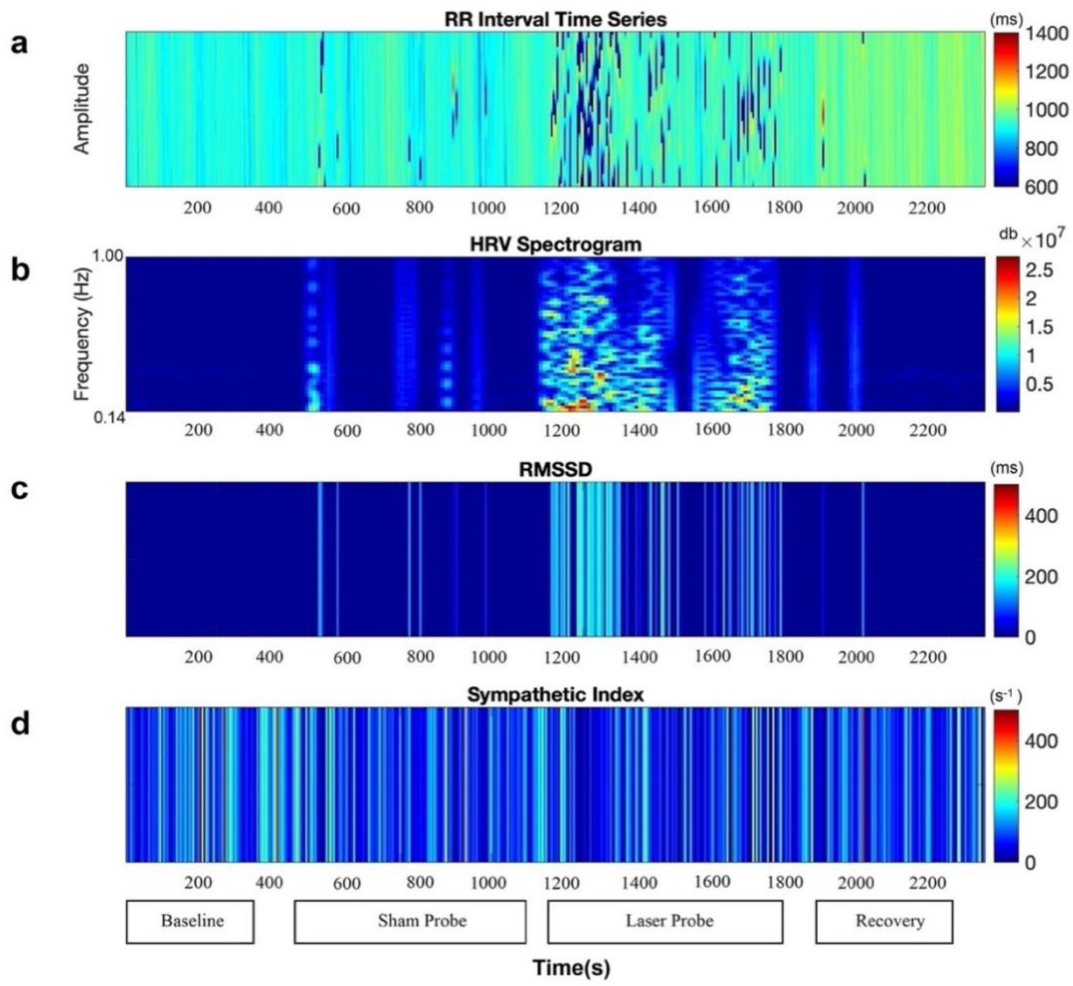 RR Interval Time Series
(ms)
a
Amplitude
1400
1200
1000
800
600
200 400 600 800 1000 1200 1400 1600 1800 2000 2200
HRV Spectrogram
db ×10⁷
b
Frequency (Hz)
1.00
0.14
2.5
2
1.5
1
0.5
200 400 600 800 1000 1200 1400 1600 1800 2000 2200
RMSSD
(ms)
c
400
200
0
200 400 600 800 1000 1200 1400 1600 1800 2000 2200
Sympathetic Index
(s⁻¹)
d
400
200
0
200 400 600 800 1000 1200 1400 1600 1800 2000 2200
Baseline Sham Probe Laser Probe Recovery
Time(s)